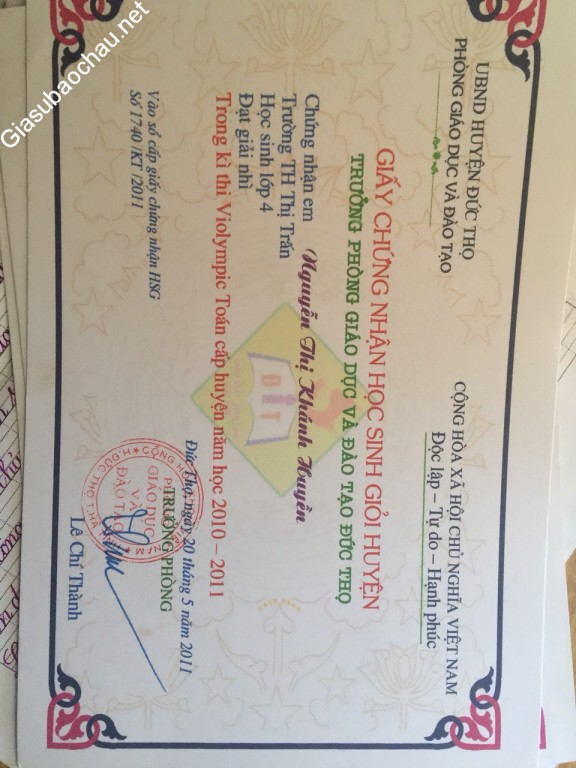 Giasubaochau.net
UBND HUYỆN ĐỨC THỌ
PHÒNG GIÁO DỤC VÀ ĐÀO TẠO
CỘNG HÒA XÃ HỘI CHỦ NGHĨA VIỆT NAM
Độc lập – Tự do – Hạnh phúc
GIẤY CHỨNG NHẬN HỌC SINH GIỎI HUYỆN
TRƯỞNG PHÒNG GIÁO DỤC VÀ ĐÀO TẠO ĐỨC THỌ
Chứng nhận em Nguyễn Thị Khánh Huyền
Trường TH Thị Trấn
Học sinh lớp 4
Đạt giải nhì
Trong kì thi Violympic Toán cấp huyện năm học 2010 – 2011
Đức Thọ, ngày 20 tháng 5 năm 2011
TRƯỞNG PHÒNG
GIÁO DỤC
VÀ
ĐÀO TẠO
Lê Chí Thành
Vào sổ cấp giấy chứng nhận HSG
Số 1740 /KT /2011